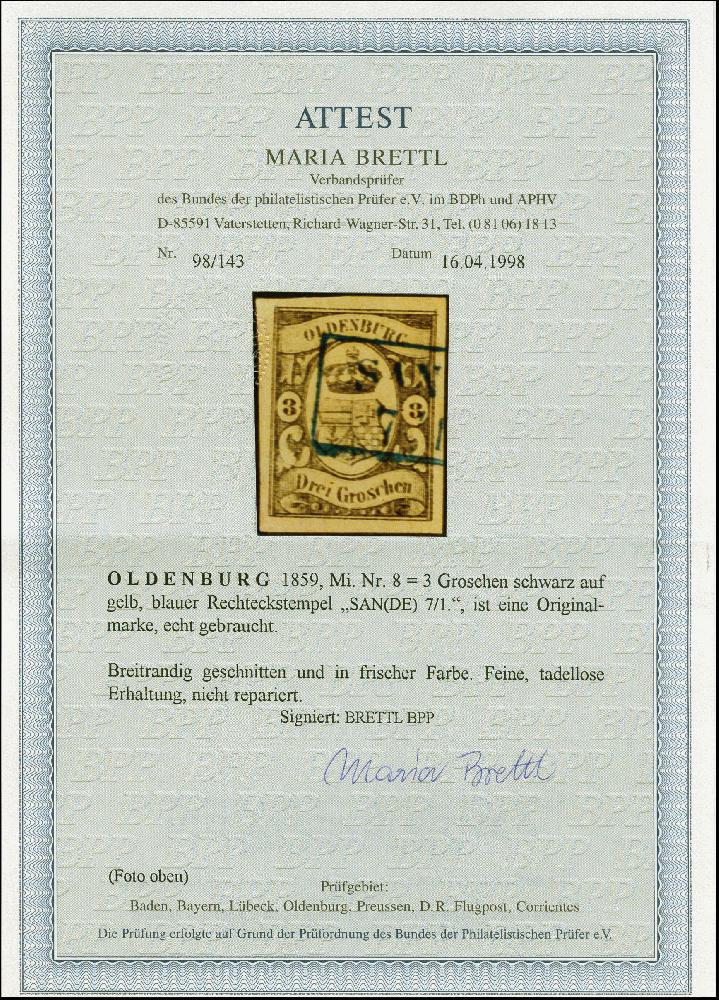 ATTEST
MARIA BRETTL
Verbandsprüfer
des Bundes der philatelistischen Prüfer e.V. im BDPh und APHV
D-85591 Vaterstetten, Richard-Wagner-Str. 31, Tel. (0 81 06) 18 13
Nr. 98/143 Datum 16.04.1998
OLDENBURG
SAN
3 3
7 1
Drei Groschen
OLDENBURG 1859, Mi. Nr. 8 = 3 Groschen schwarz auf
gelb, blauer Rechteckstempel „SAN(DE) 7/1.“, ist eine Original-
marke, echt gebraucht.
Breitrandig geschnitten und in frischer Farbe. Feine, tadellose
Erhaltung, nicht repariert.
Signiert: BRETTL BPP
Maria Brettl
(Foto oben)
Prüfgebiet:
Baden, Bayern, Lübeck, Oldenburg, Preussen, D.R. Flugpost, Corrientes
Die Prüfung erfolgte auf Grund der Prüfordnung des Bundes der Philatelistischen Prüfer e.V.